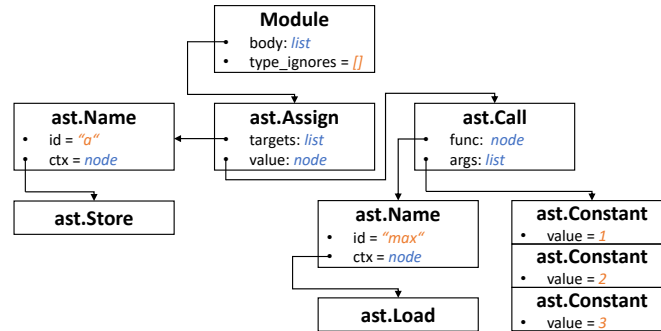 Module
• body: list
• type_ignores = []
ast.Name
• id = “a“
• ctx = node
ast.Assign
• targets: list
• value: node
ast.Call
• func: node
• args: list
ast.Store
ast.Name
• id = “max“
• ctx = node
ast.Constant
• value = 1
ast.Constant
• value = 2
ast.Constant
• value = 3
ast.Load